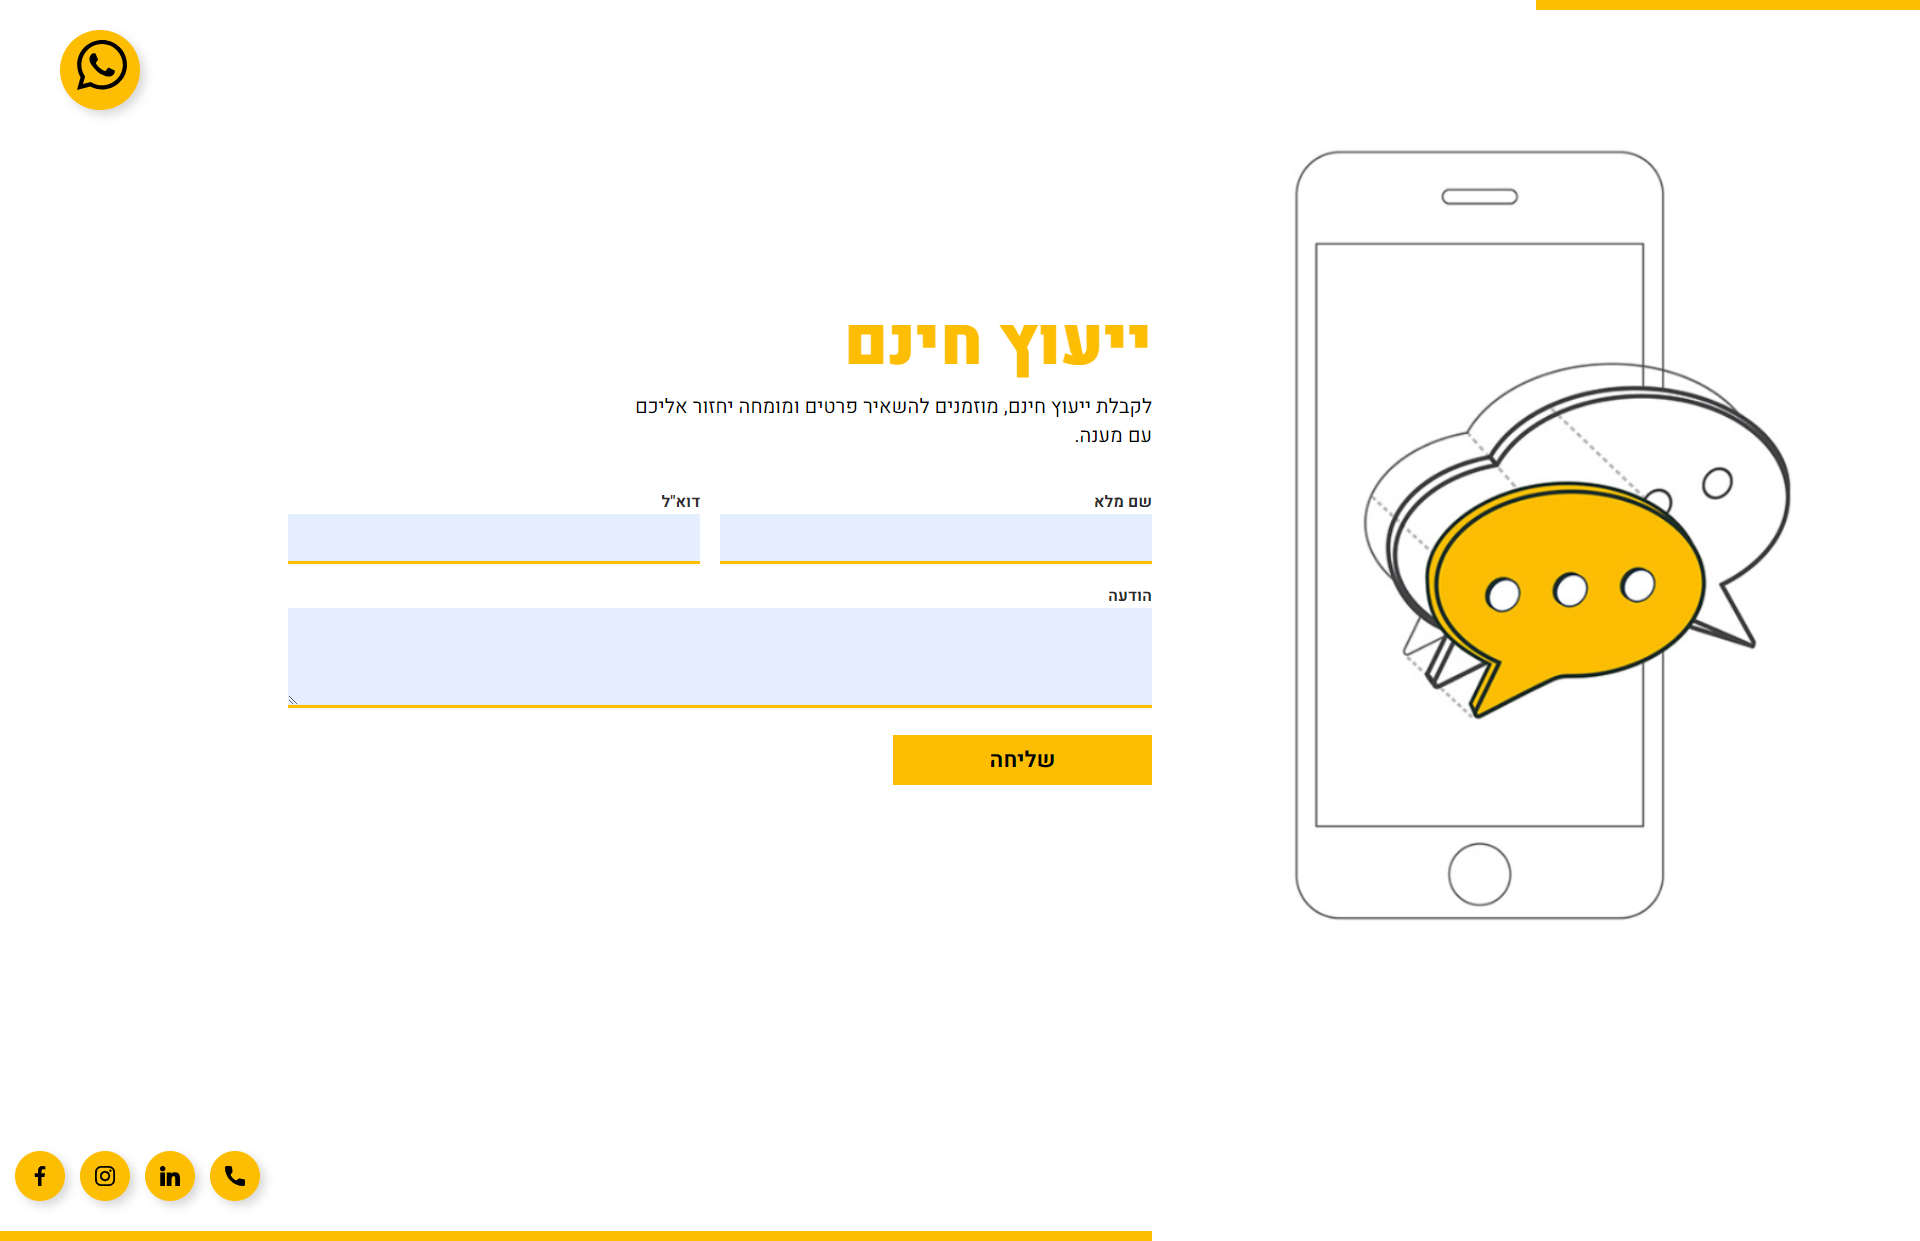 ייעוץ חינם
לקבלת ייעוץ חינם, מוזמנים להשאיר פרטים ומומחה יחזור אליכם
עם מענה.
שם מלא
דוא"ל
הודעה
שליחה